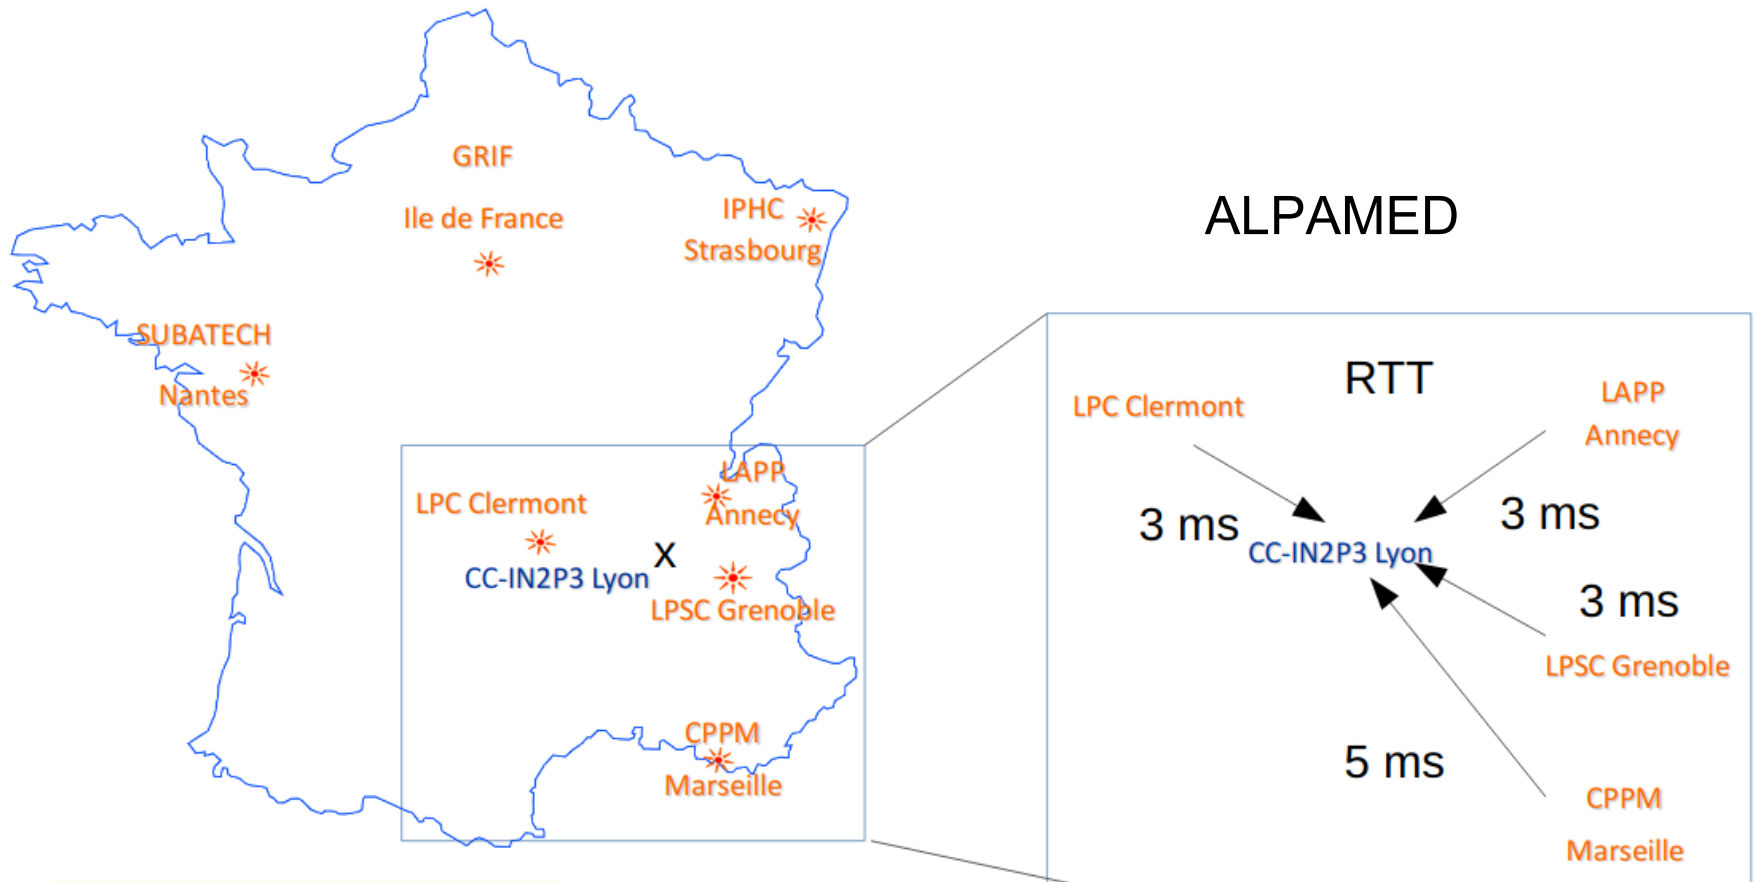 GRIF
Ile de France
IPHC
Strasbourg
SUBATECH
Nantes
LAPP
Annecy
LPC Clermont
X
CC-IN2P3 Lyon
LPSC Grenoble
CPPM
Marseille
ALPAMED
RTT
LPC Clermont
LAPP
Annecy
3 ms
3 ms
CC-IN2P3 Lyon
3 ms
LPSC Grenoble
5 ms
CPPM
Marseille